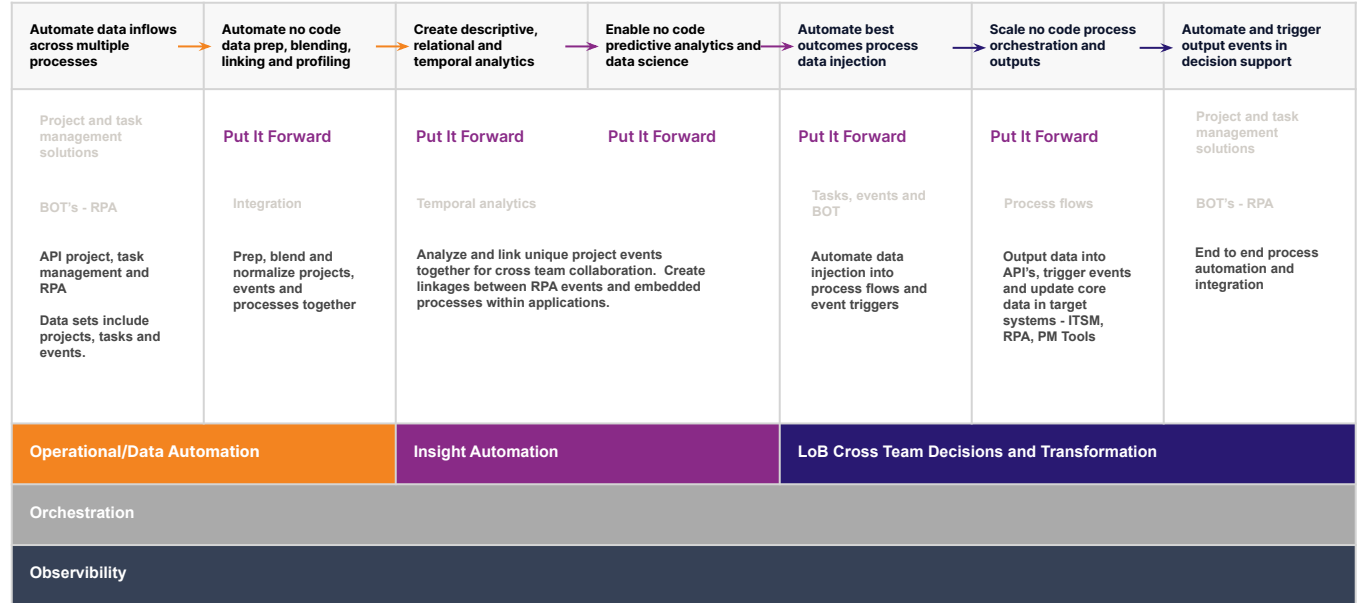 Automate data inflows
across multiple
processes
Automate no code
data prep, blending,
linking and profiling
Create descriptive,
relational and
temporal analytics
Enable no code
predictive analytics and
data science
Automate best
outcomes process
data injection
Scale no code process
orchestration and
outputs
Automate and trigger
output events in
decision support
Project and task
management
solutions
BOT's - RPA
API project, task
management and
RPA
Data sets include
projects, tasks and
events.
Put It Forward
Integration
Prep, blend and
normalize projects,
events and
processes together
Put It Forward
Put It Forward
Temporal analytics
Analyze and link unique project events
together for cross team collaboration. Create
linkages between RPA events and embedded
processes within applications.
Put It Forward
Tasks, events and
BOT
Automate data
injection into
process flows and
event triggers
Put It Forward
Process flows
Output data into
API's, trigger events
and update core
data in target
systems - ITSM,
RPA, PM Tools
Project and task
management
solutions
BOT's - RPA
End to end process
automation and
integration
Operational/Data Automation
Insight Automation
LoB Cross Team Decisions and Transformation
Orchestration
Observibility